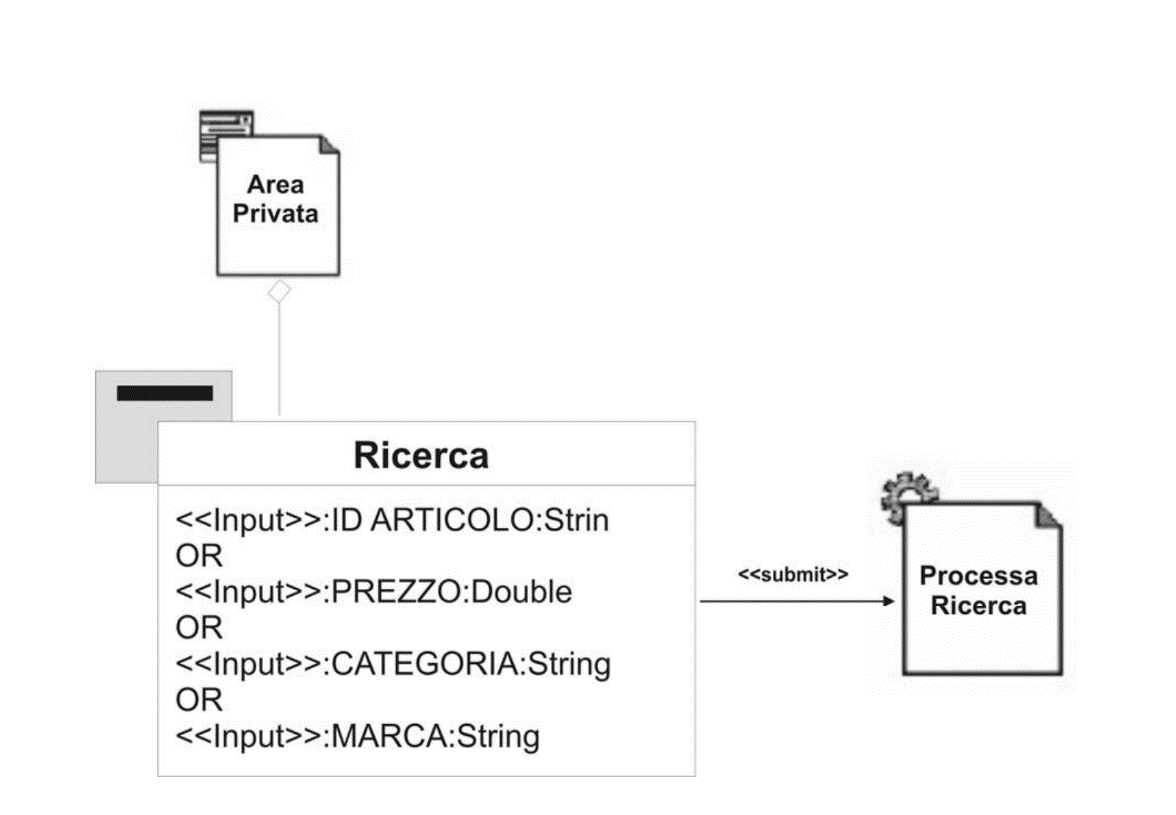 Area
Privata
Ricerca
<<Input>>:ID ARTICOLO:Strin
OR
<<Input>>:PREZZO:Double
OR
<<Input>>:CATEGORIA:String
OR
<<Input>>:MARCA:String
<<submit>>
Processa
Ricerca